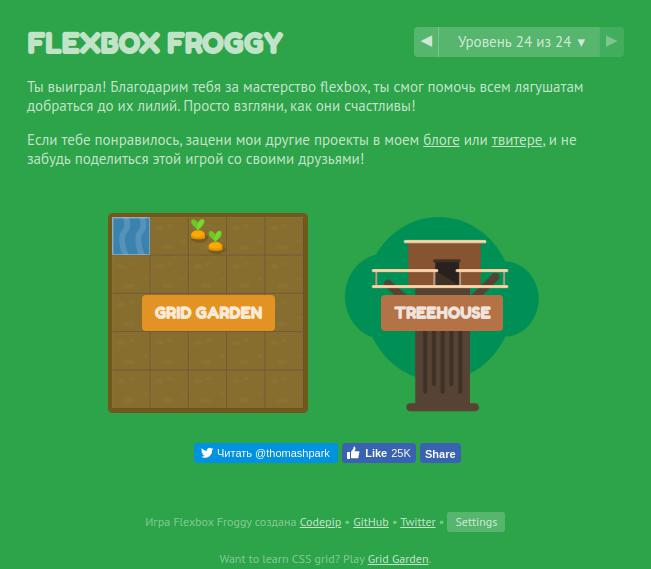 FLEXBOX FROGGY
Уровень 24 из 24 ▼
Ты выиграл! Благодарим тебя за мастерство flexbox, ты смог помочь всем лягушатам
добраться до их лилий. Просто взгляни, как они счастливы!
Если тебе понравилось, зацени мои другие проекты в моем блоге или твитере, и не
забудь поделиться этой игрой со своими друзьями!
GRID GARDEN
TREEHOUSE
Читать @thomashpark
Like 25K
Share
Игра Flexbox Froggy создана Codepip • GitHub • Twitter • Settings
Want to learn CSS grid? Play Grid Garden.